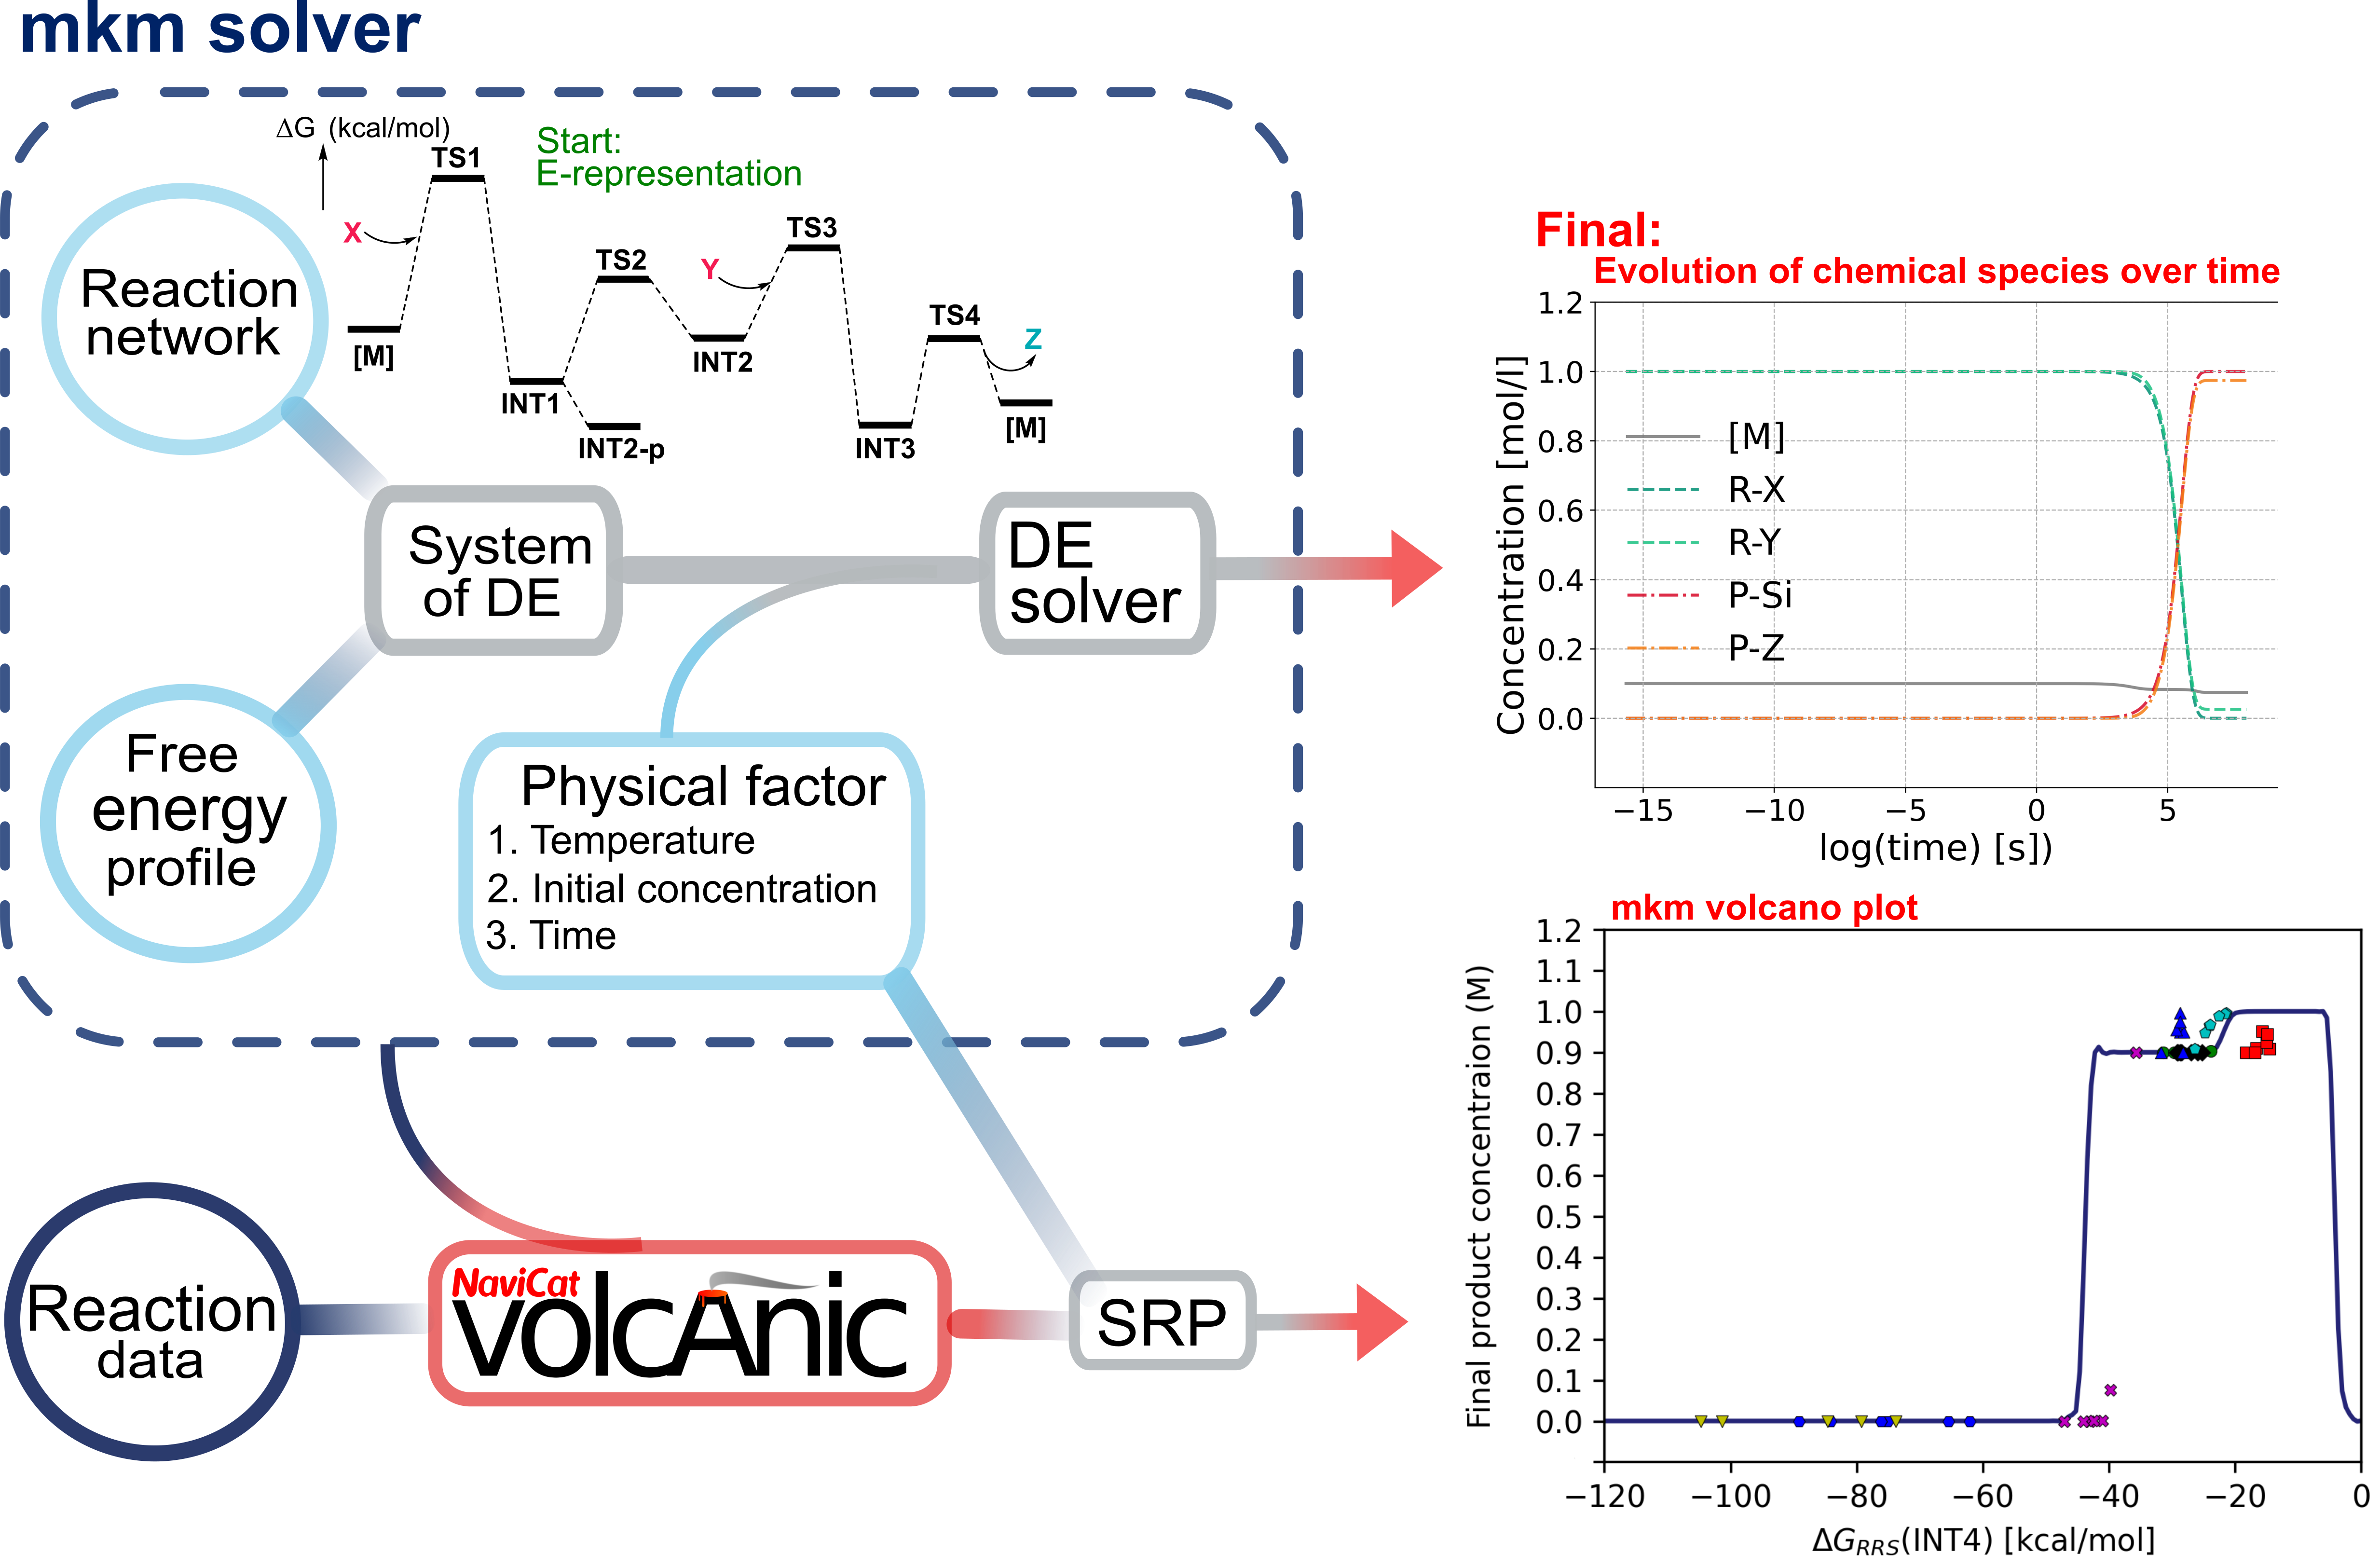 mkm solver
ΔG (kcal/mol)
TS1
Start:
E-representation
X
[M]
INT1
TS2
INT2-p
Y
INT2
TS3
INT3
TS4
Z
[M]
Reaction
network
System
of DE
DE
solver
Free
energy
profile
Physical factor
1. Temperature
2. Initial concentration
3. Time
Reaction
data
NaviCat
volcAnic
SRP
Final:
Evolution of chemical species over time
Concentration [mol/l]
1.2
1.0
0.8
0.6
0.4
0.2
0.0
[M]
R-X
R-Y
P-Si
P-Z
−15
−10
−5
0
5
log(time) [s])
mkm volcano plot
Final product concentraion (M)
1.2
1.1
1.0
0.9
0.8
0.7
0.6
0.5
0.4
0.3
0.2
0.1
0.0
−120
−100
−80
−60
−40
−20
0
ΔG_RRS(INT4) [kcal/mol]